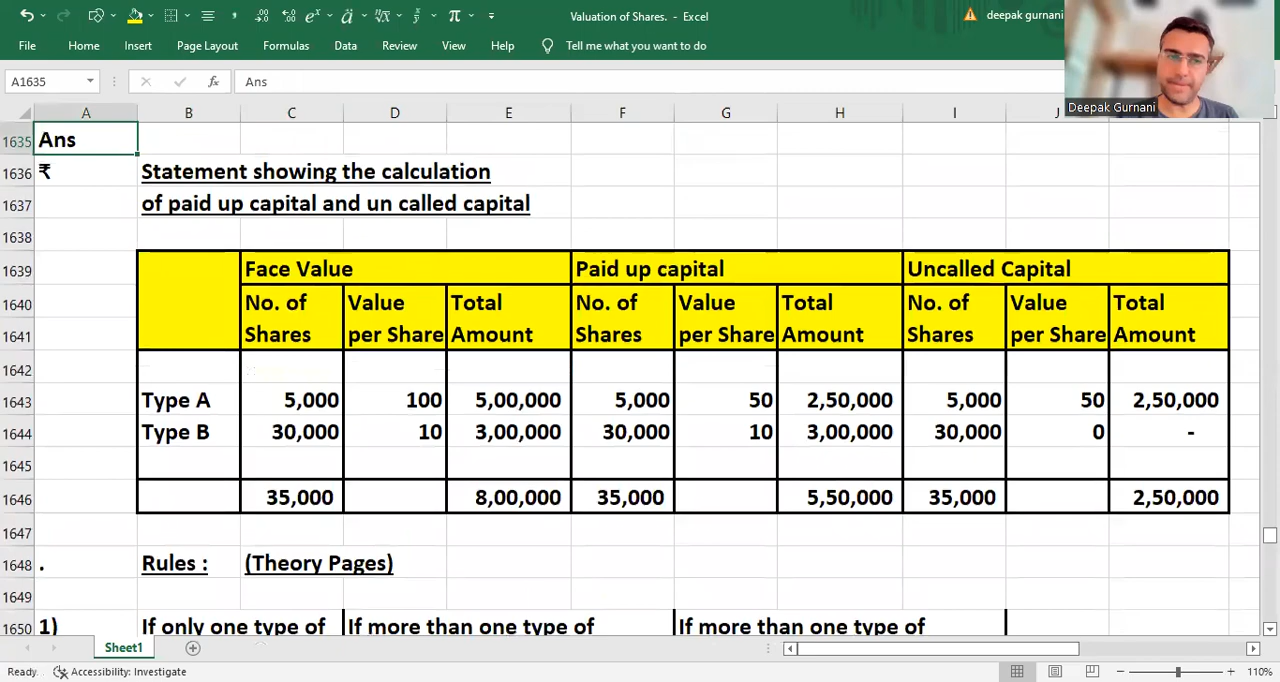 Valuation of Shares. - Excel
deepak gurnani
File Home Insert Page Layout Formulas Data Review View Help Tell me what you want to do
A1635 fx Ans
Deepak Gurnani
A B C D E F G H I J
1635 Ans
1636 ₹ Statement showing the calculation
1637 of paid up capital and un called capital
1638
1639 Face Value Paid up capital Uncalled Capital
1640 No. of Value Total No. of Value Total No. of Value Total
1641 Shares per Share Amount Shares per Share Amount Shares per Share Amount
1642
1643 Type A 5,000 100 5,00,000 5,000 50 2,50,000 5,000 50 2,50,000
1644 Type B 30,000 10 3,00,000 30,000 10 3,00,000 30,000 0 -
1645
1646 35,000 8,00,000 35,000 5,50,000 35,000 2,50,000
1647
1648 . Rules : (Theory Pages)
1649
1650 1) If only one type of If more than one type of If more than one type of
Sheet1
Ready Accessibility: Investigate 110%